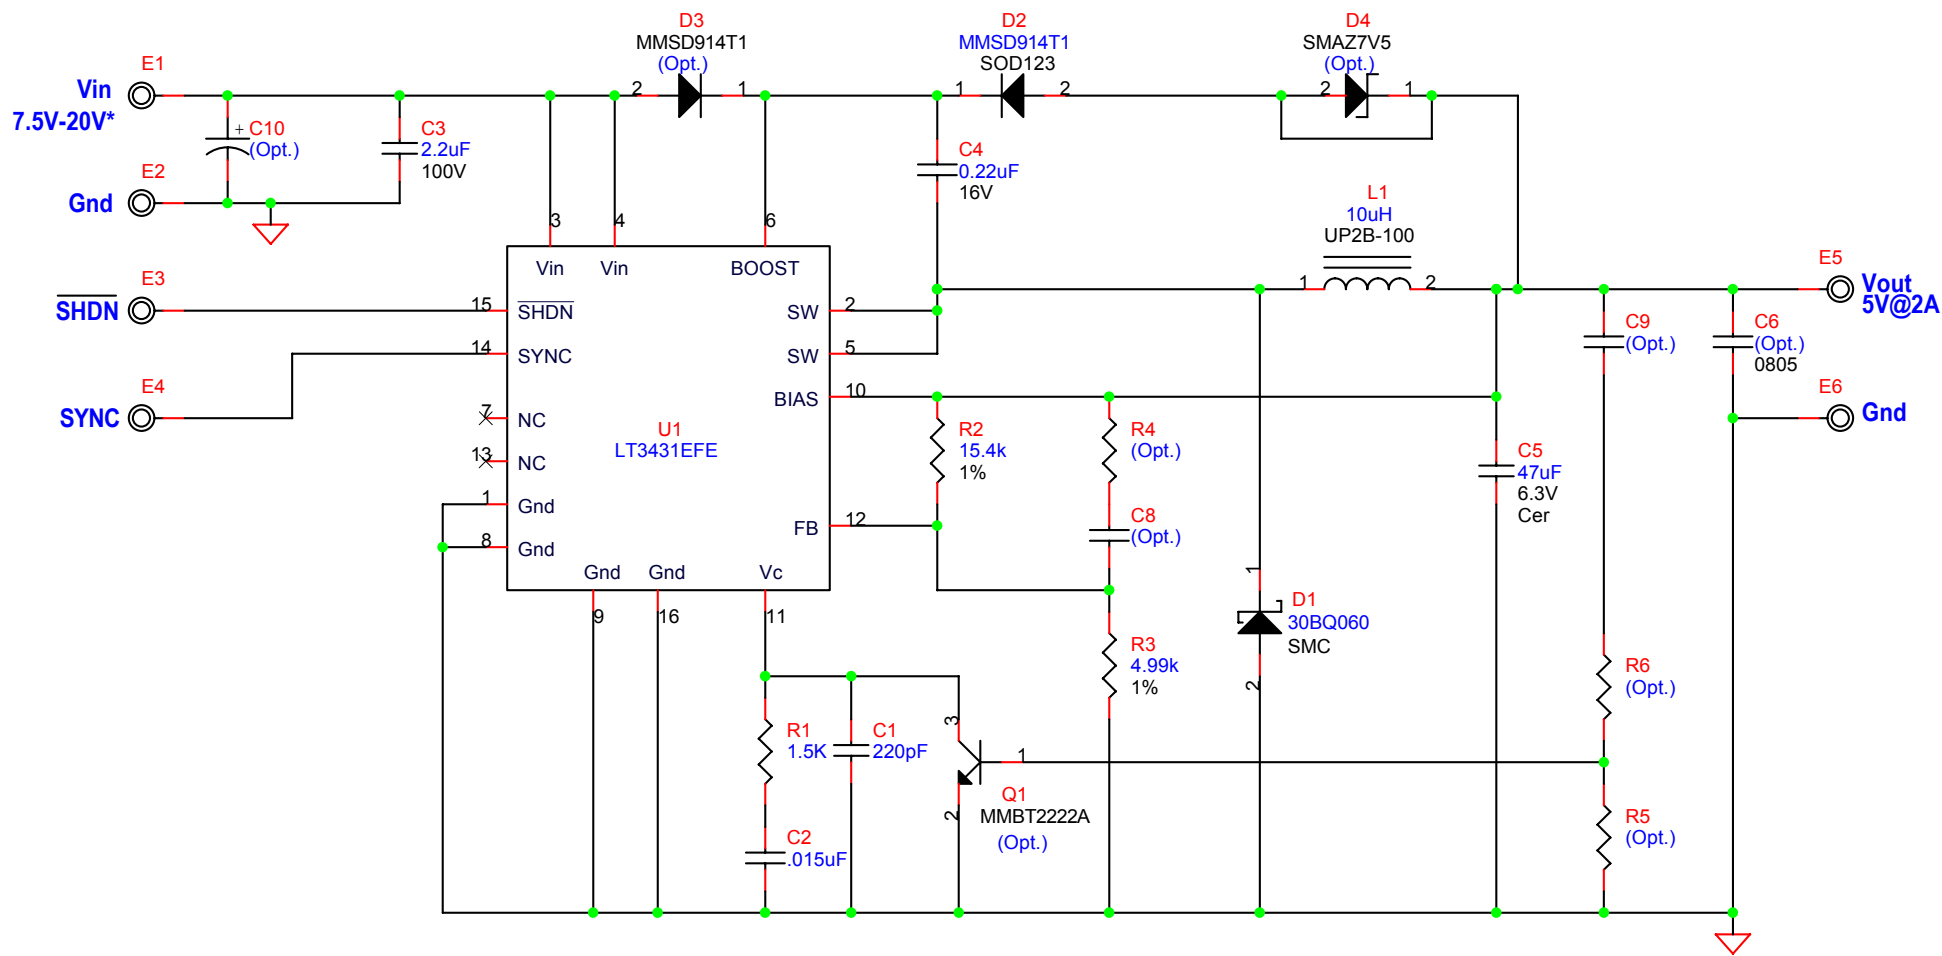 D3
MMSD914T1
(Opt.)
2
1
D2
MMSD914T1
SOD123
1
2
D4
SMAZ7V5
(Opt.)
2
1
E1
Vin
7.5V-20V*
+ C10
(Opt.)
C3
2.2uF
100V
E2
Gnd
C4
0.22uF
16V
L1
10uH
UP2B-100
1
2
3
4
6
Vin
Vin
BOOST
E3
SHDN
15
SHDN
SW
2
E4
SYNC
14
SYNC
SW
5
7
NC
BIAS
10
13
NC
U1
LT3431EFE
1
Gnd
8
Gnd
FB
12
Gnd
Gnd
Vc
9
16
11
E5
Vout
5V@2A
C9
(Opt.)
C6
(Opt.)
0805
E6
Gnd
R2
15.4k
1%
R4
(Opt.)
C5
47uF
6.3V
Cer
C8
(Opt.)
1
D1
30BQ060
SMC
2
R3
4.99k
1%
R6
(Opt.)
R1
1.5K
C1
220pF
3
1
2
Q1
MMBT2222A
(Opt.)
C2
.015uF
R5
(Opt.)